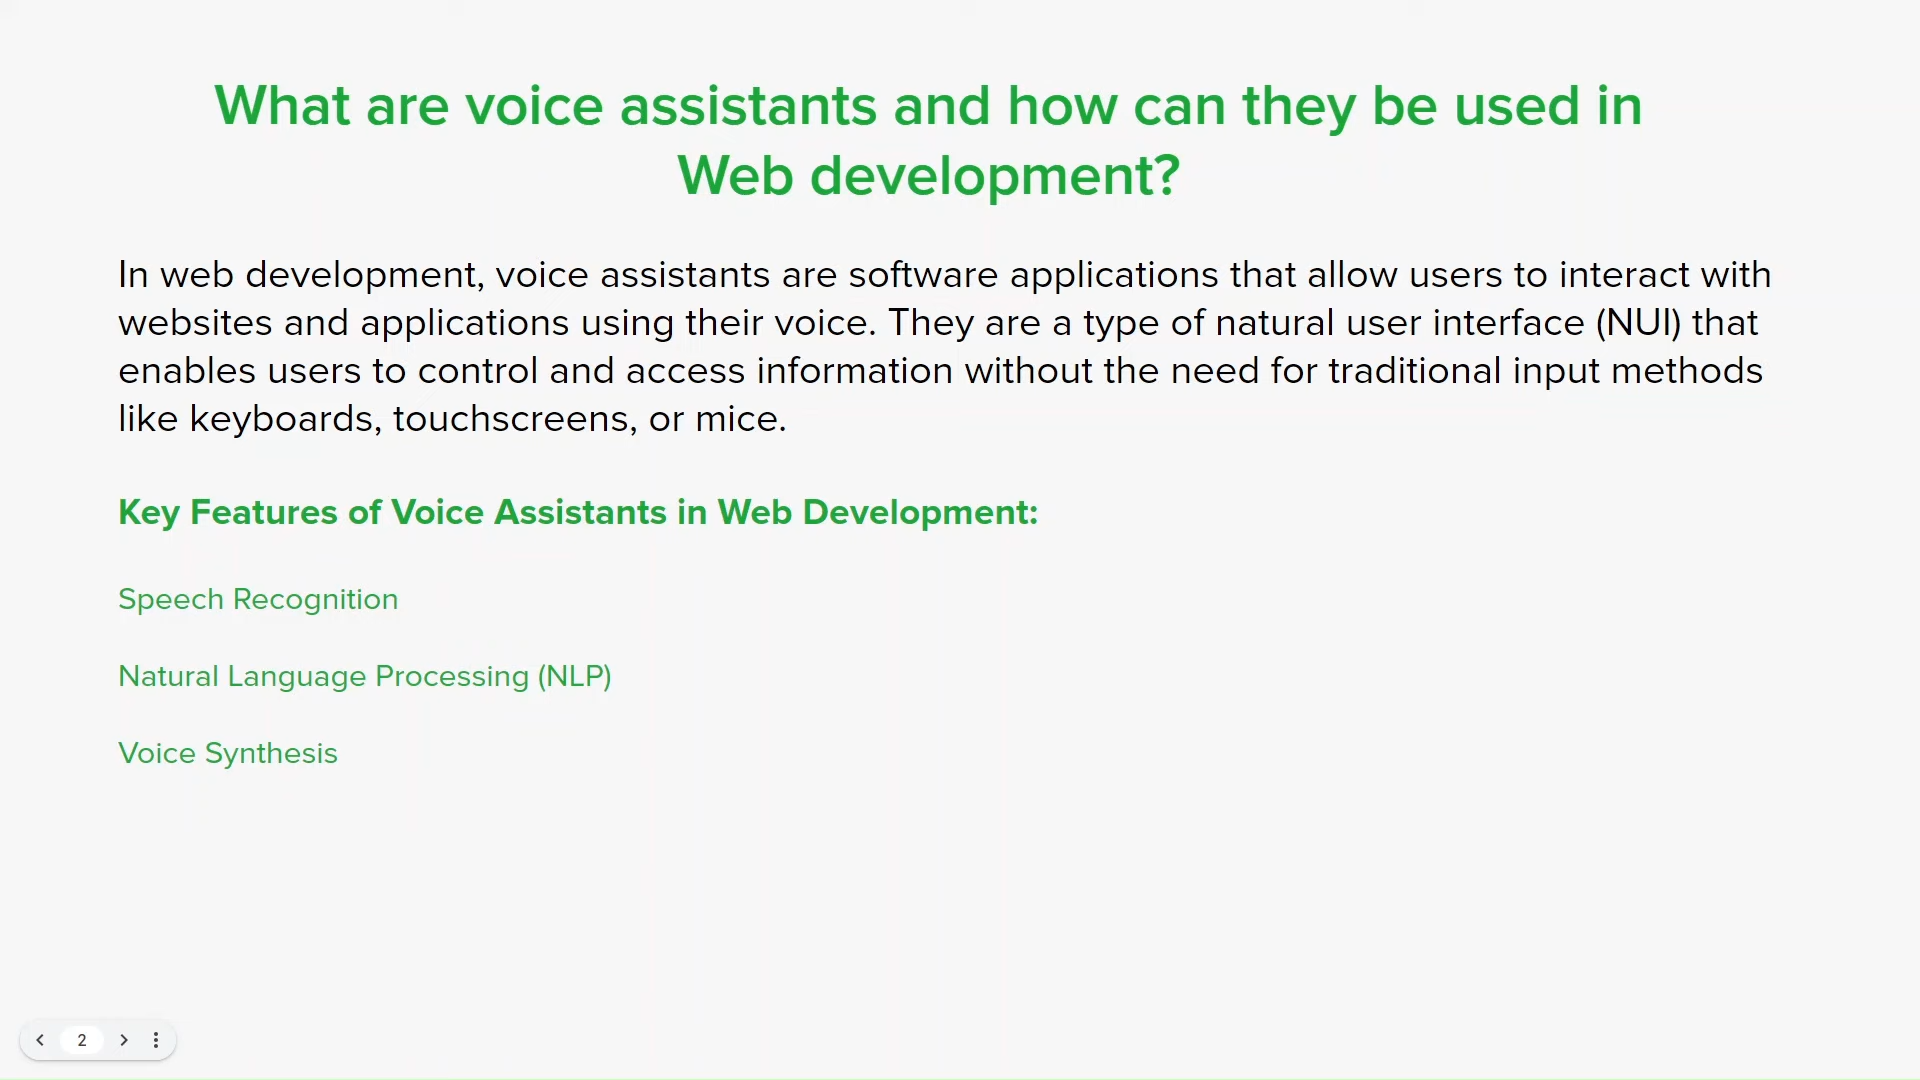 What are voice assistants and how can they be used in
Web development?
In web development, voice assistants are software applications that allow users to interact with
websites and applications using their voice. They are a type of natural user interface (NUI) that
enables users to control and access information without the need for traditional input methods
like keyboards, touchscreens, or mice.
Key Features of Voice Assistants in Web Development:
Speech Recognition
Natural Language Processing (NLP)
Voice Synthesis
2